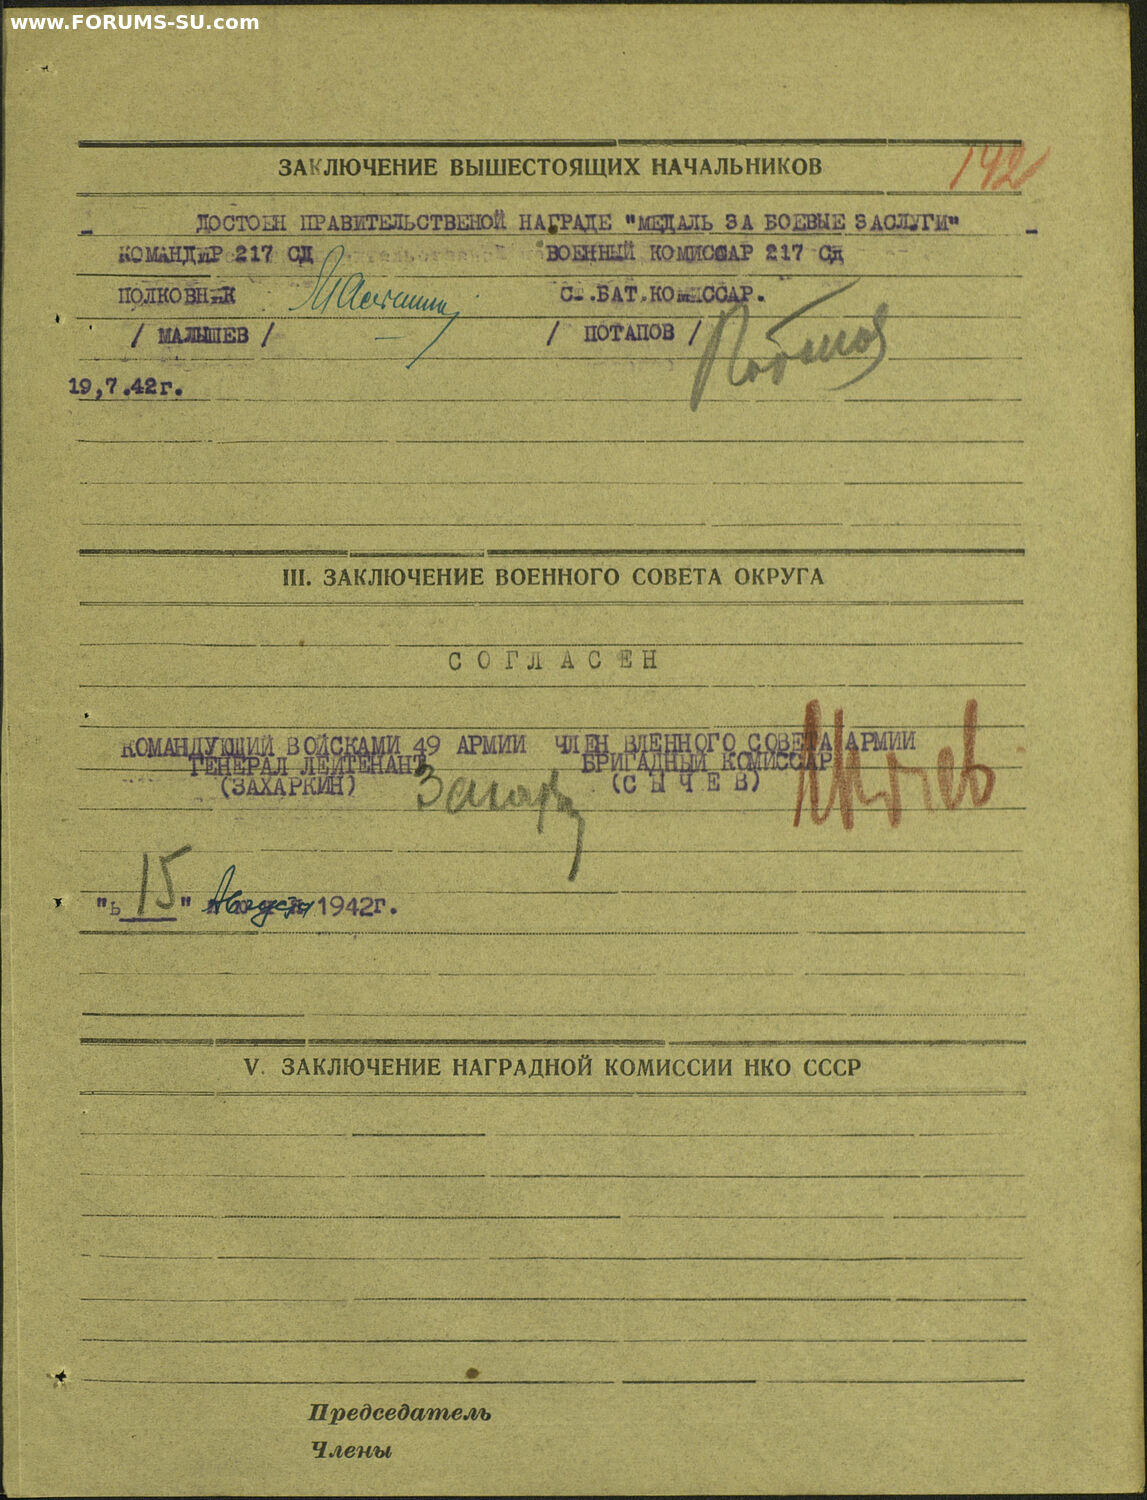 www.FORUMS-SU.com
142
ЗАКЛЮЧЕНИЕ ВЫШЕСТОЯЩИХ НАЧАЛЬНИКОВ
ДОСТОЕН ПРАВИТЕЛЬСТВЕНОЙ НАГРАДЕ "МЕДАЛЬ ЗА БОЕВЫЕ ЗАСЛУГИ"
КОМАНДИР 217 СД ВОЕННЫЙ КОМИССАР 217 СД
ПОЛКОВНИК СТ.БАТ.КОМИССАР.
/ МАЛЫШЕВ / / ПОТАПОВ /
19,7.42г.
III. ЗАКЛЮЧЕНИЕ ВОЕННОГО СОВЕТА ОКРУГА
СОГЛАСЕН
КОМАНДУЮЩИЙ ВОЙСКАМИ 49 АРМИИ ЧЛЕН ВЛЕННОГО СОВЕТА АРМИИ
ГЕНЕРАЛ ЛЕЙТЕНАНТ БРИГАДНЫЙ КОМИССАР
(ЗАХАРКИН) (СЫЧЕВ)
"15" Августа 1942г.
V. ЗАКЛЮЧЕНИЕ НАГРАДНОЙ КОМИССИИ НКО СССР
Председатель
Члены